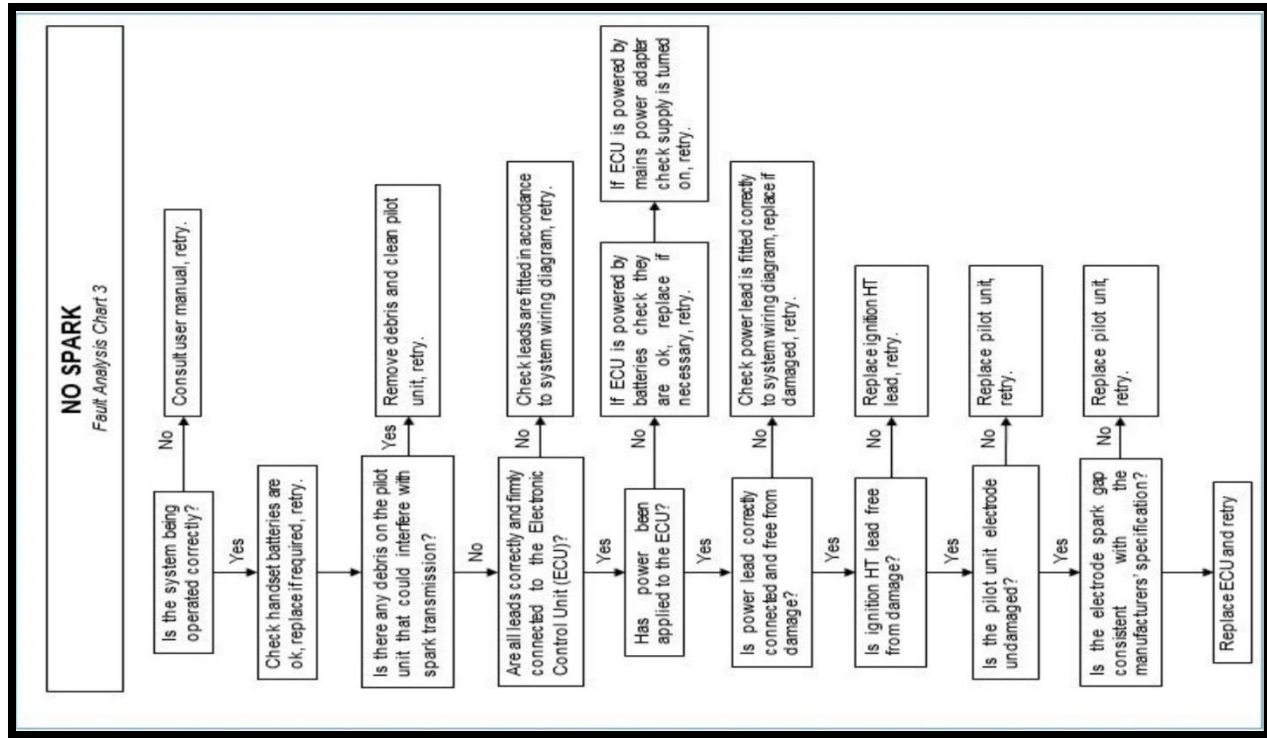 NO SPARK
Fault Analysis Chart 3
Is the system being
operated correctly?
No
Consult user manual, retry.
Yes
Check handset batteries are
ok, replace if required, retry.
Is there any debris on the pilot
unit that could interfere with
spark transmission?
Yes
Remove debris and clean pilot
unit, retry.
No
Are all leads correctly and firmly
connected to the Electronic
Control Unit (ECU)?
No
Check leads are fitted in accordance
to system wiring diagram, retry.
Yes
Has power been
applied to the ECU?
No
If ECU is powered by
batteries check they
are ok, replace if
necessary, retry.
If ECU is powered by
mains power adapter
check supply is turned
on, retry.
Yes
Is power lead correctly
connected and free from
damage?
No
Check power lead is fitted correctly
to system wiring diagram, replace if
damaged, retry.
Yes
Is ignition HT lead free
from damage?
No
Replace ignition HT
lead, retry.
Yes
Is the pilot unit electrode
undamaged?
No
Replace pilot unit,
retry.
Yes
Is the electrode spark gap
consistent with the
manufacturers' specification?
No
Replace pilot unit,
retry.
Replace ECU and retry